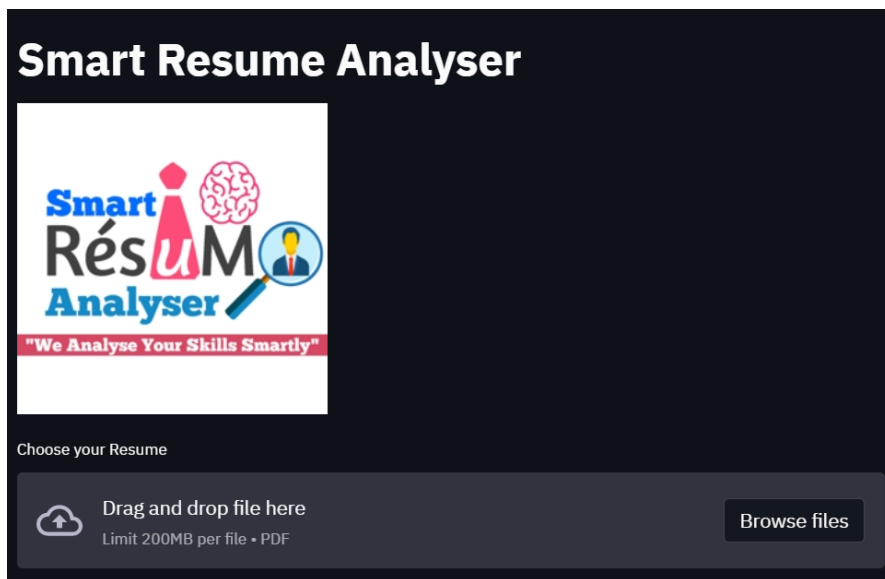 Smart Resume Analyser
Smart
RésuM
Analyser
"We Analyse Your Skills Smartly"
Choose your Resume
Drag and drop file here
Limit 200MB per file • PDF
Browse files